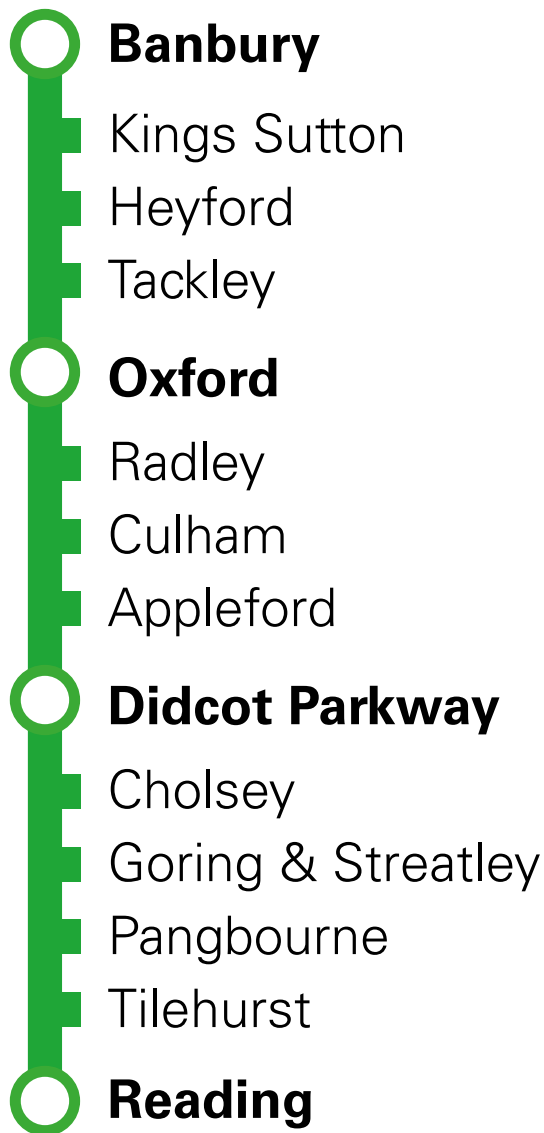 Banbury
Kings Sutton
Heyford
Tackley
Oxford
Radley
Culham
Appleford
Didcot Parkway
Cholsey
Goring & Streatley
Pangbourne
Tilehurst
Reading